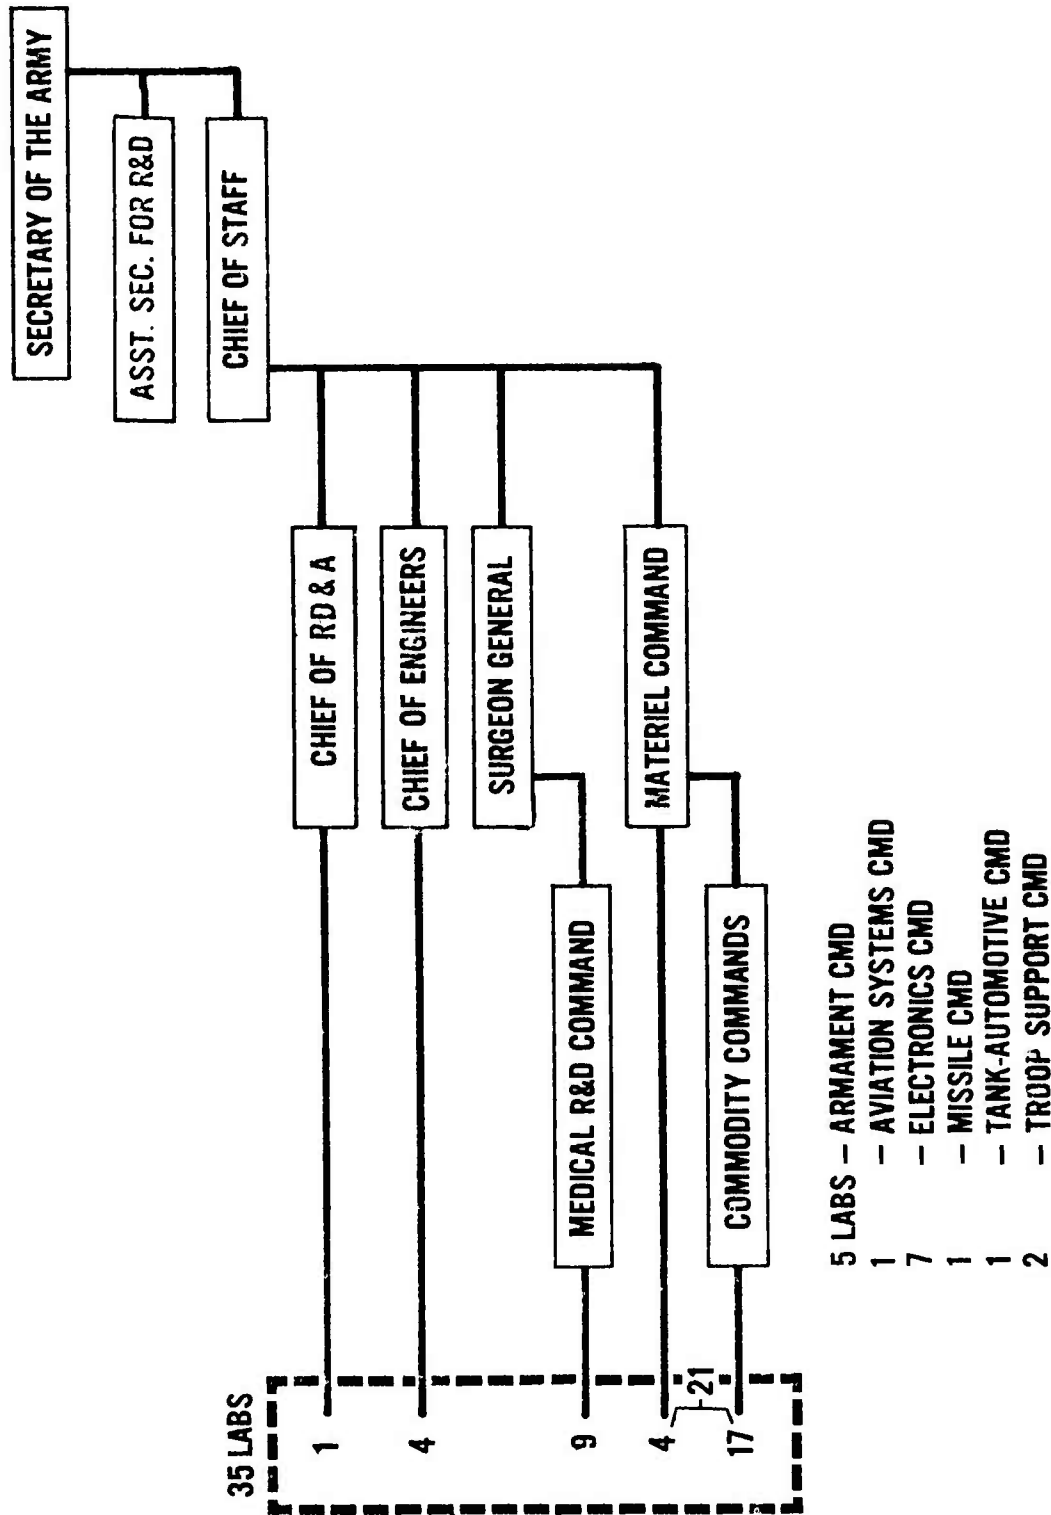 SECRETARY OF THE ARMY
ASST. SEC. FOR R&D
CHIEF OF STAFF
CHIEF OF RD & A
CHIEF OF ENGINEERS
SURGEON GENERAL
MEDICAL R&D COMMAND
MATERIEL COMMAND
COMMODITY COMMANDS
35 LABS
1
4
9
4
21
17
5 LABS – ARMAMENT CMD
1 – AVIATION SYSTEMS CMD
7 – ELECTRONICS CMD
1 – MISSILE CMD
1 – TANK-AUTOMOTIVE CMD
2 – TROOP SUPPORT CMD